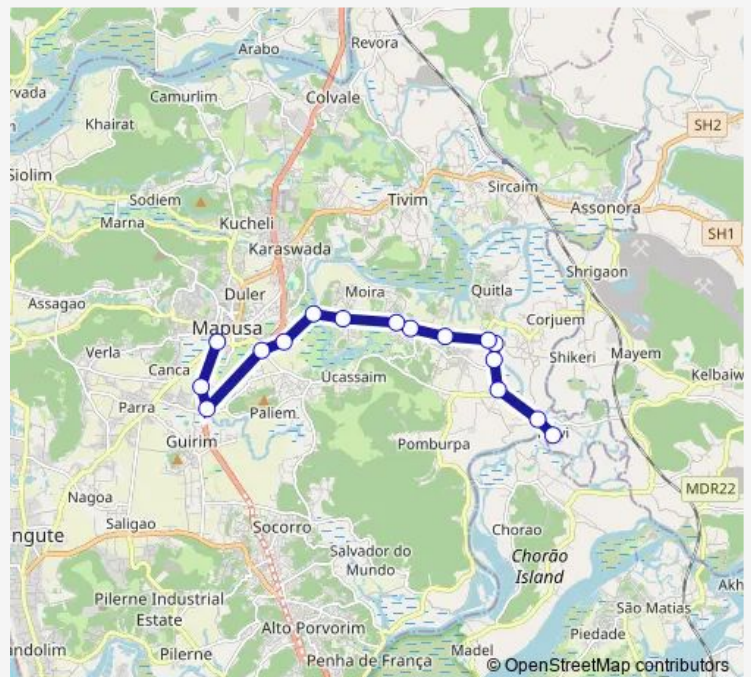 Arabo
Revora
rvada
Camurlim
Colvale
Khairat
SH2
Siolim
Sircaim
Sodiem
Tivim
Assonora
Marna
Kucheli
SH1
Karaswada
Shrigaon
Duler
Moira
Quitla
Assagao
Corjuem
Mapusa
Verla
Shikeri
Mayem
Canca
Kelbaiw
Ucassaim
Parra
Paliem
Guirim
Pomburpa
vi
MDR22
Nagoa
Saligao
Socorro
Chorao
ngute
Salvador do
Mundo
Chorão
Island
Akh
Pilerne Industrial
Estate
São Matias
Alto Porvorim
Piedade
ndolim
Pilerne
Penha de França
Madel
© OpenStreetMap contributors